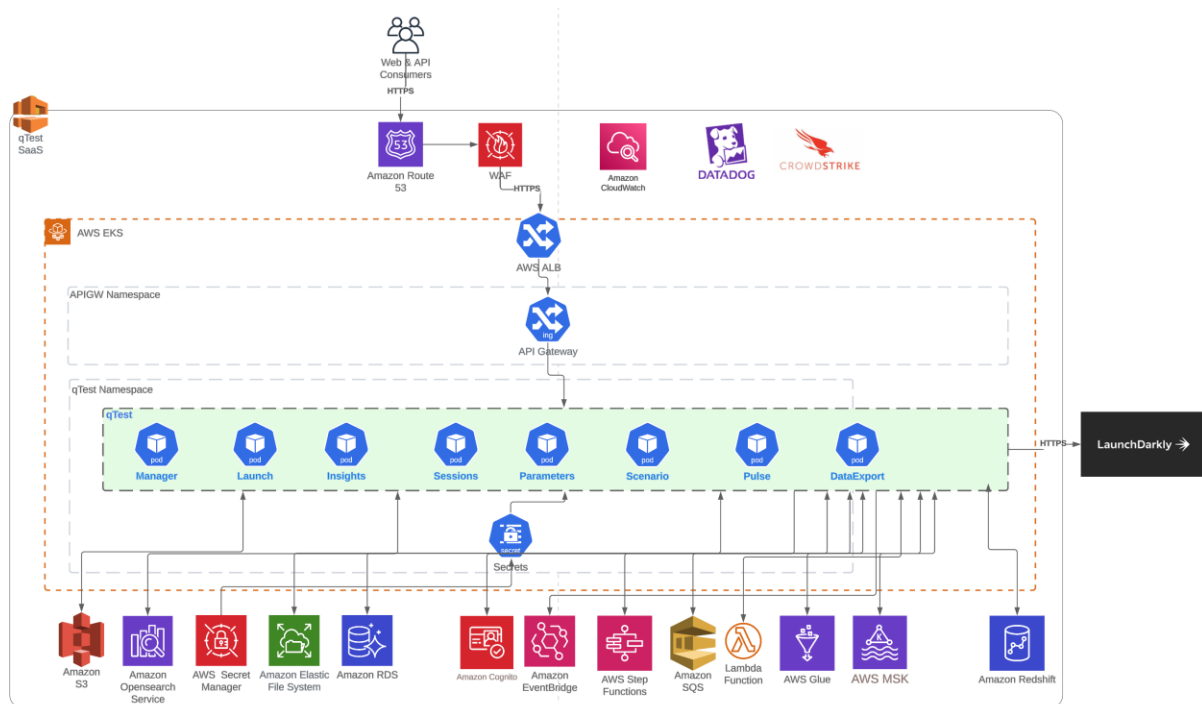 Web & API
Consumers
HTTPS
qTest
SaaS
53
Amazon Route
53
WAF
Amazon
CloudWatch
DATADOG
CROWDSTRIKE
HTTPS
AWS EKS
AWS ALB
APIGW Namespace
ing
API Gateway
qTest Namespace
qTest
pod
pod
pod
pod
pod
pod
pod
pod
Manager
Launch
Insights
Sessions
Parameters
Scenario
Pulse
DataExport
HTTPS
LaunchDarkly
secret
Secrets
Amazon
S3
Amazon
Opensearch
Service
AWS Secret
Manager
Amazon Elastic
File System
Amazon RDS
Amazon Cognito
Amazon
EventBridge
AWS Step
Functions
Amazon
SQS
Lambda
Function
AWS Glue
K
AWS MSK
Amazon Redshift